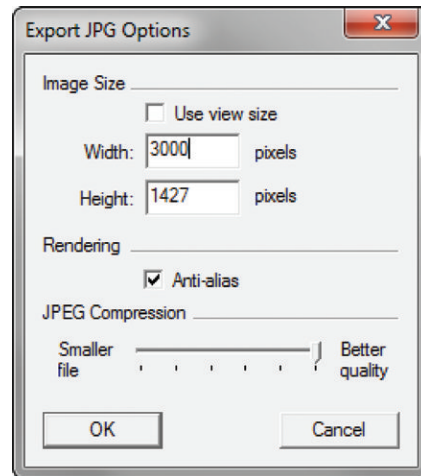 Export JPG Options
Image Size
Use view size
Width: 3000 pixels
Height: 1427 pixels
Rendering
Anti-alias
JPEG Compression
Smaller file
Better quality
OK Cancel